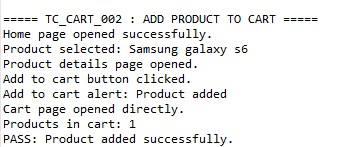 ===== TC_CART_002 : ADD PRODUCT TO CART =====
Home page opened successfully.
Product selected: Samsung galaxy s6
Product details page opened.
Add to cart button clicked.
Add to cart alert: Product added
Cart page opened directly.
Products in cart: 1
PASS: Product added successfully.